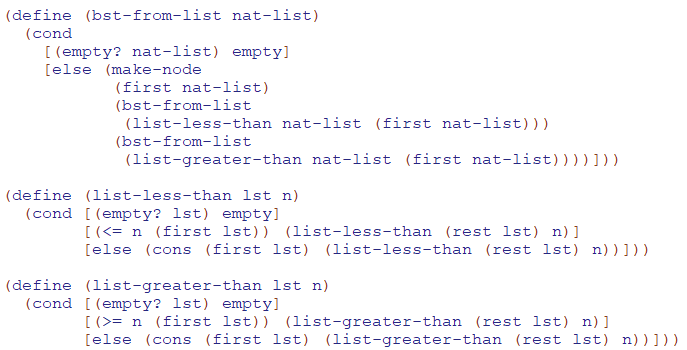 (define (bst-from-list nat-list)
  (cond
    [(empty? nat-list) empty]
    [else (make-node
           (first nat-list)
           (bst-from-list
            (list-less-than nat-list (first nat-list)))
           (bst-from-list
            (list-greater-than nat-list (first nat-list))))]))
(define (list-less-than lst n)
  (cond [(empty? lst) empty]
        [(<= n (first lst)) (list-less-than (rest lst) n)]
        [else (cons (first lst) (list-less-than (rest lst) n))]))
(define (list-greater-than lst n)
  (cond [(empty? lst) empty]
        [(>= n (first lst)) (list-greater-than (rest lst) n)]
        [else (cons (first lst) (list-greater-than (rest lst) n))]))